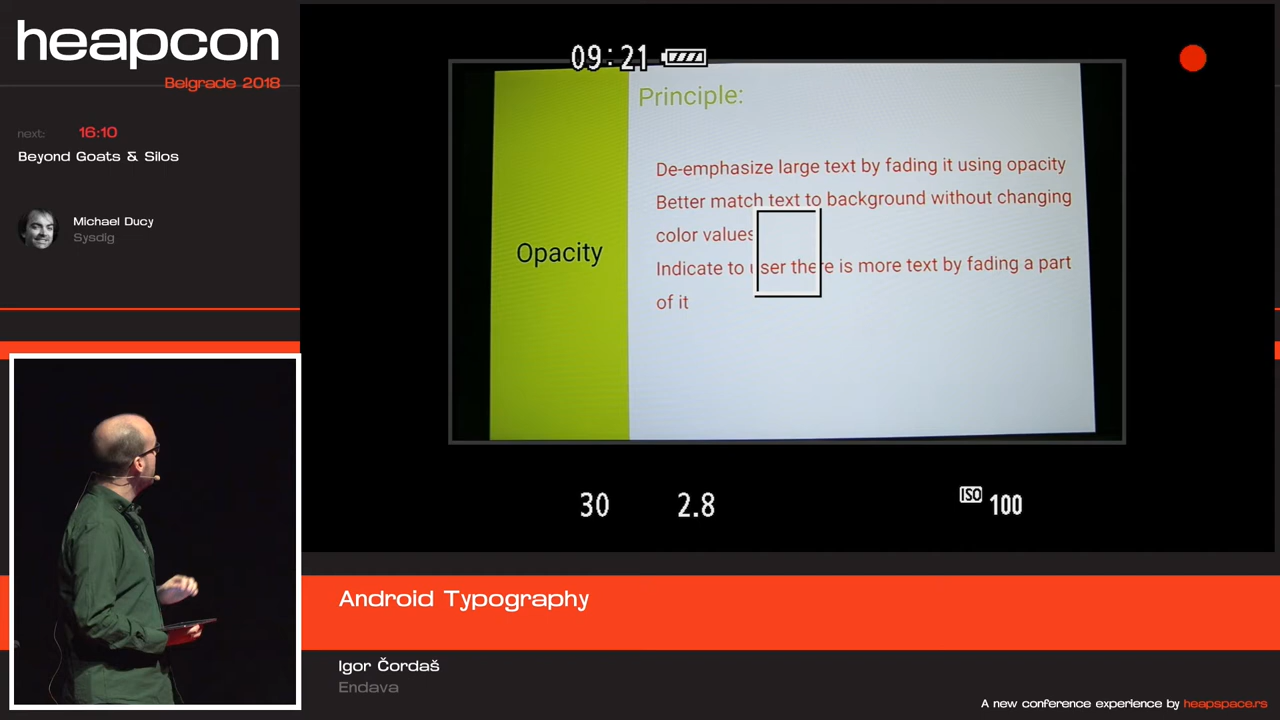 heapcon
Belgrade 2018
next: 16:10
Beyond Goats & Silos
Michael Ducy
Sysdig
09:21
Principle:
De-emphasize large text by fading it using opacity
Better match text to background without changing
color values
Indicate to user there is more text by fading a part
of it
Opacity
30 2.8 ISO 100
Android Typography
Igor Čordaš
Endava
A new conference experience by heapspace.rs